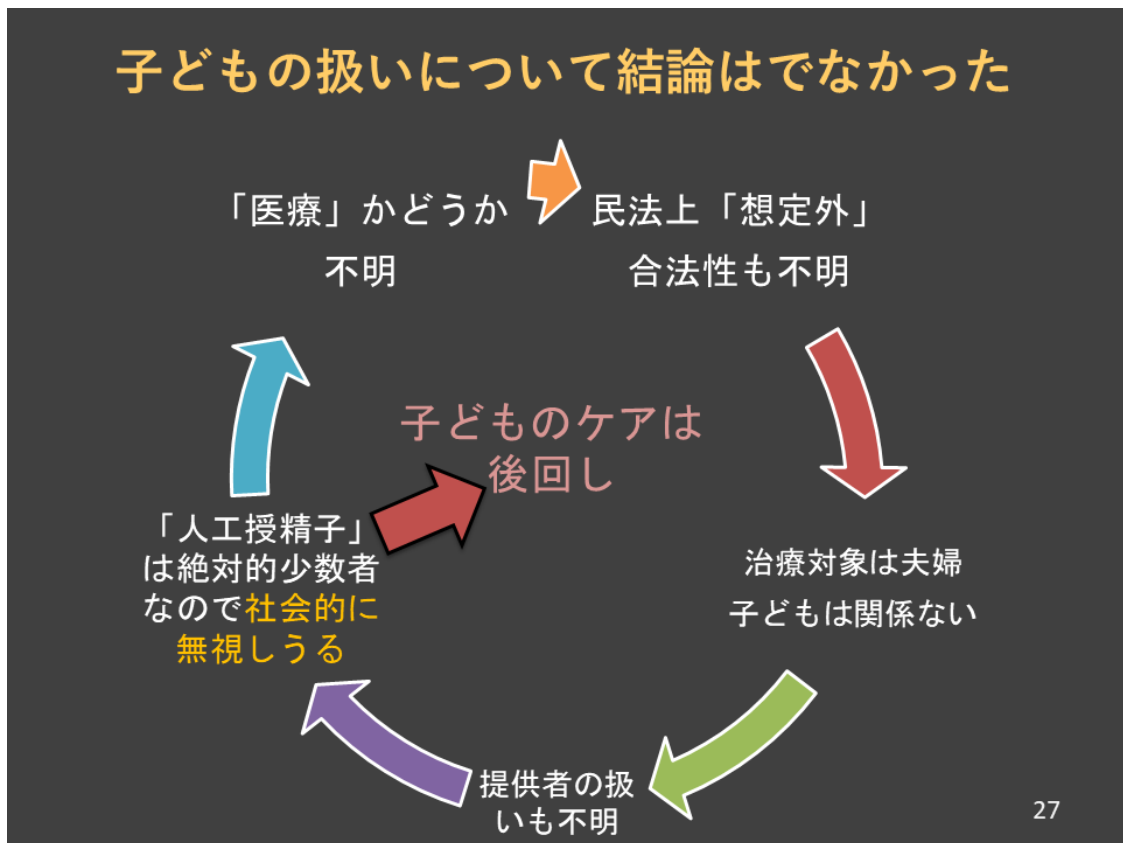 子どもの扱いについて結論はでなかった
「医療」かどうか
不明
民法上「想定外」
合法性も不明
子どものケアは
後回し
治療対象は夫婦
子どもは関係ない
提供者の扱
いも不明
「人工授精子」
は絶対的少数者
なので社会的に
無視しうる
27